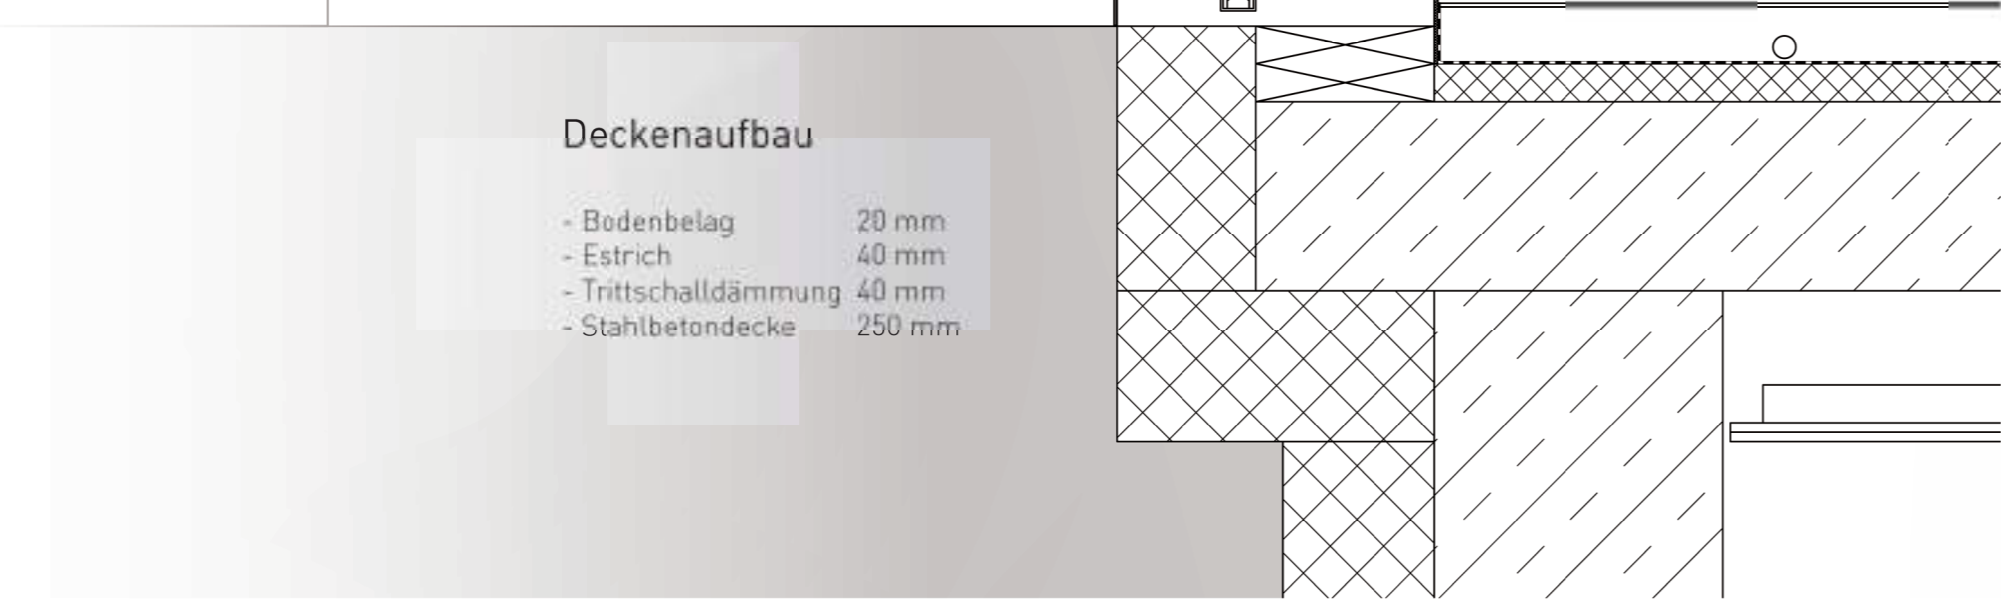 Deckenaufbau
- Bodenbelag 20 mm
- Estrich 40 mm
- Trittschalldämmung 40 mm
- Stahlbetondecke 250 mm